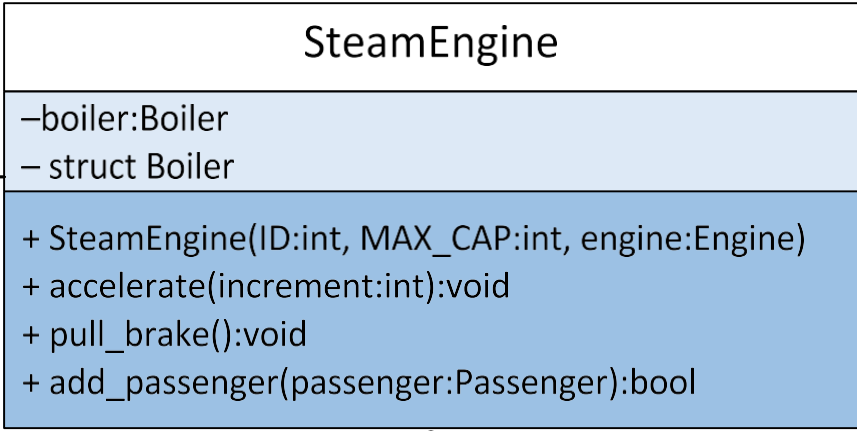 SteamEngine
–boiler:Boiler
– struct Boiler
+ SteamEngine(ID:int, MAX_CAP:int, engine:Engine)
+ accelerate(increment:int):void
+ pull_brake():void
+ add_passenger(passenger:Passenger):bool